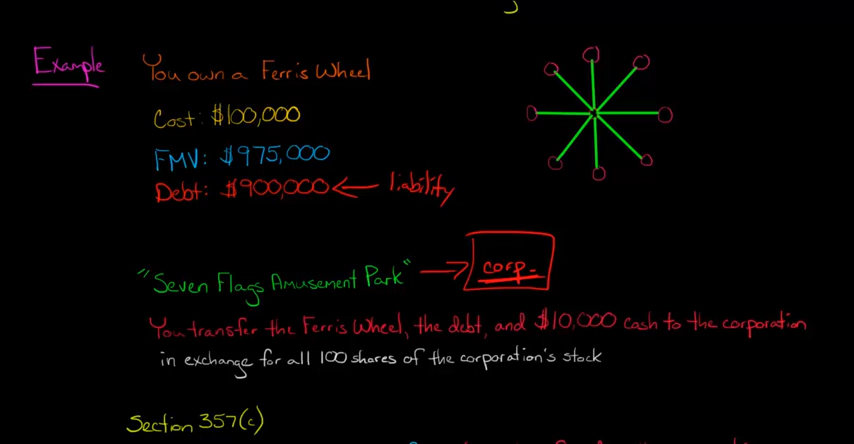 Example
You own a Ferris Wheel
Cost: $100,000
FMV: $975,000
Debt: $900,000 ← liability
"Seven Flags Amusement Park" → corp.
You transfer the Ferris Wheel, the debt, and $10,000 cash to the corporation
in exchange for all 100 shares of the corporation's stock
Section 357(c)